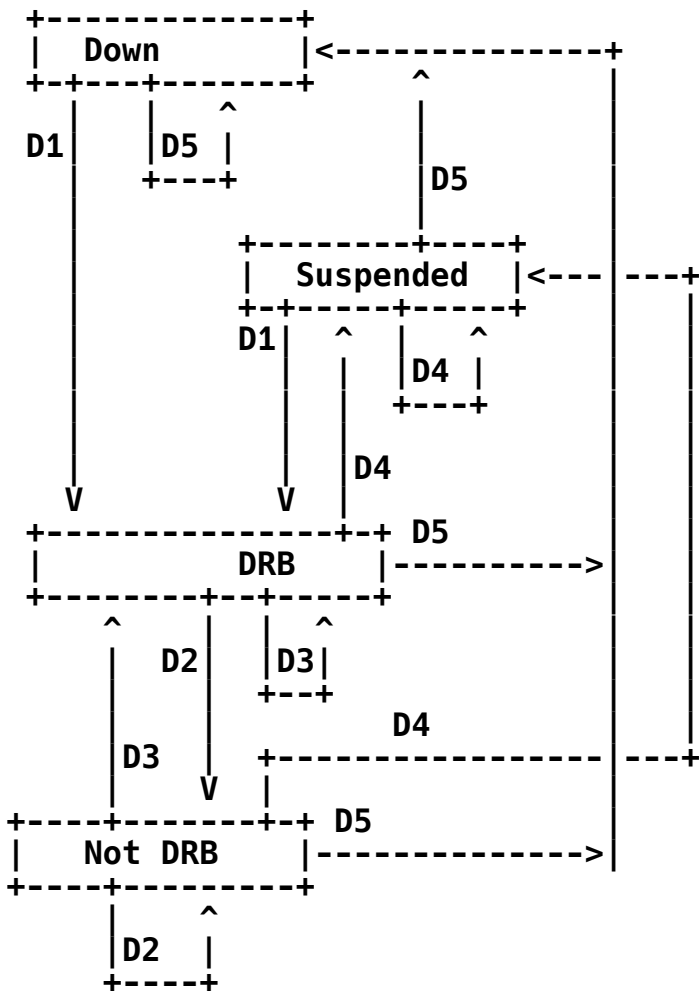 Down
D1 D5
D5
Suspended
D1 D4
D4
D5
DRB
D2 D3
D4
D3
D5
Not DRB
D2